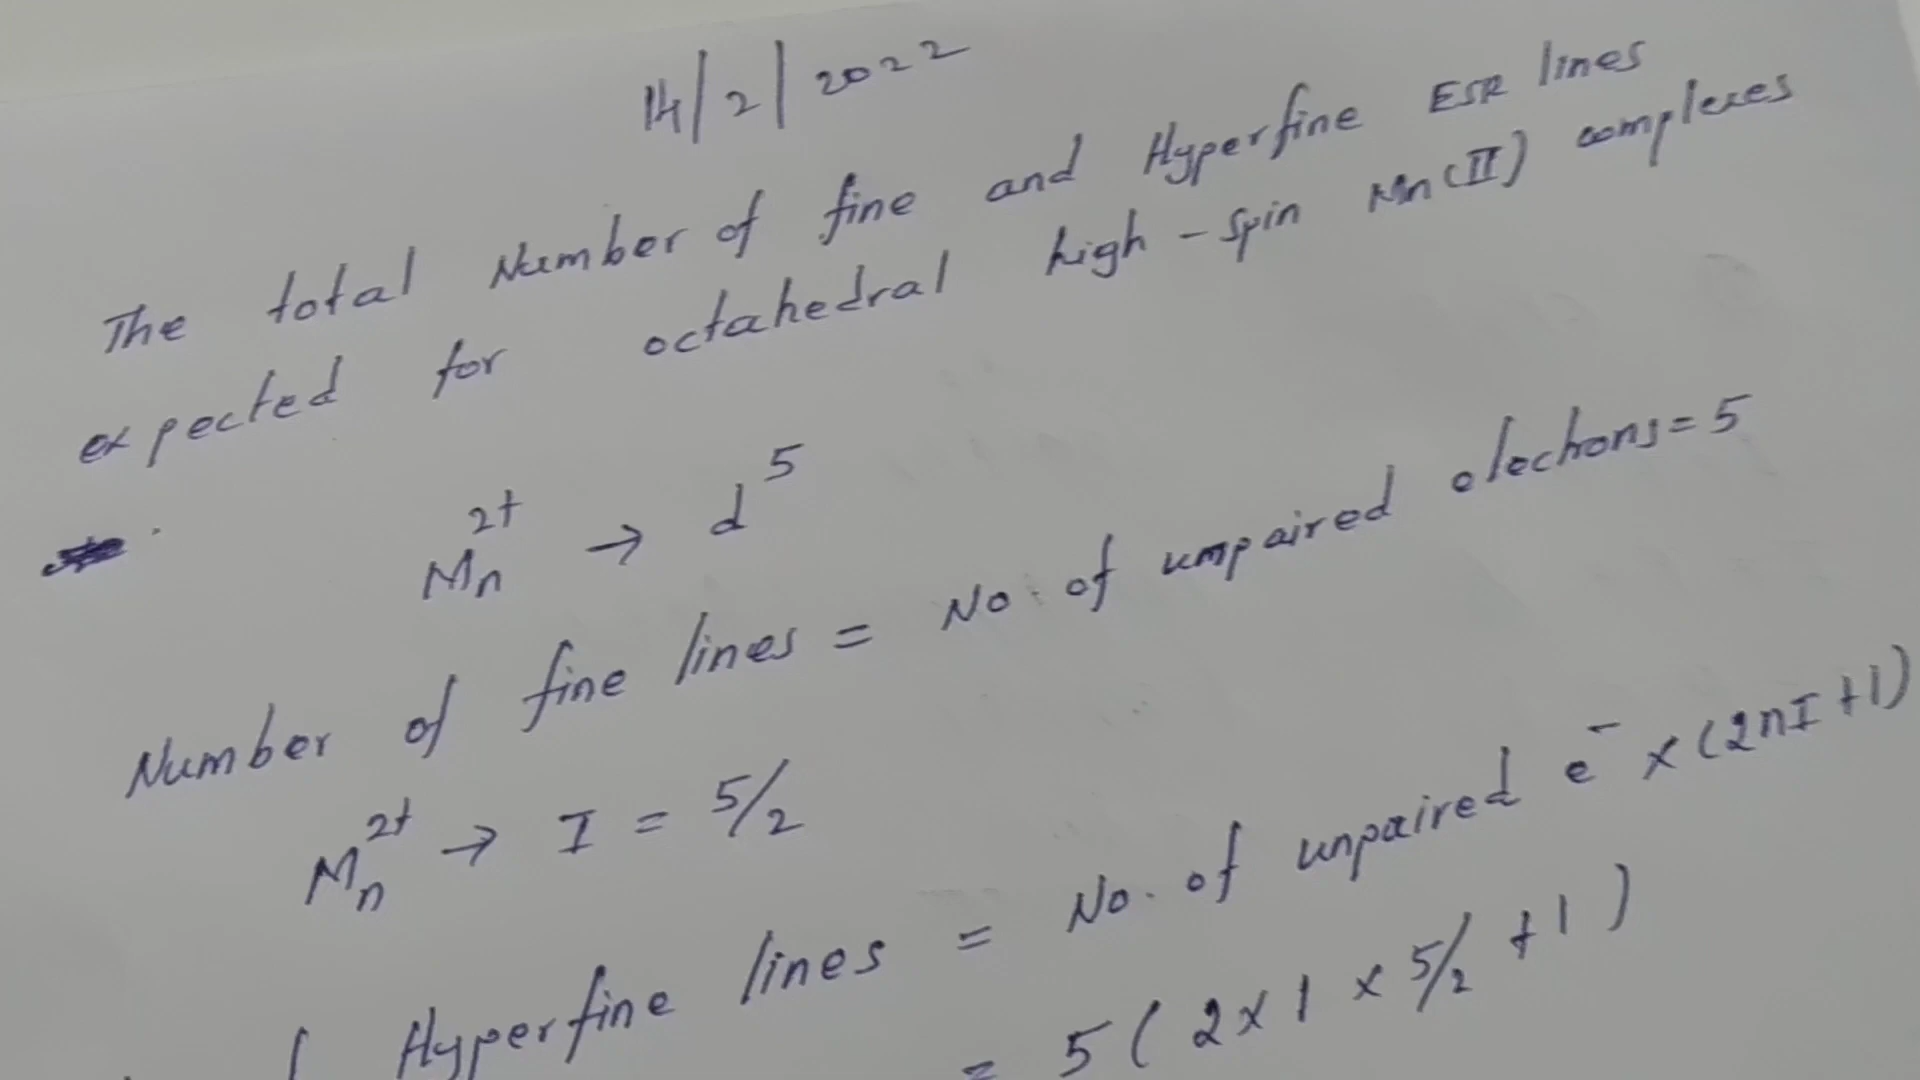 14/2/2022
The total Number of fine and Hyperfine ESR lines
expected for octahedral high-spin Mn(II) complexes
Mn²⁺ → d⁵
Number of fine lines = No. of unpaired electrons = 5
Mn²⁺ → I = 5/2
Hyperfine lines = No. of unpaired e⁻ × (2nI+1)
= 5(2×1×5/2+1)